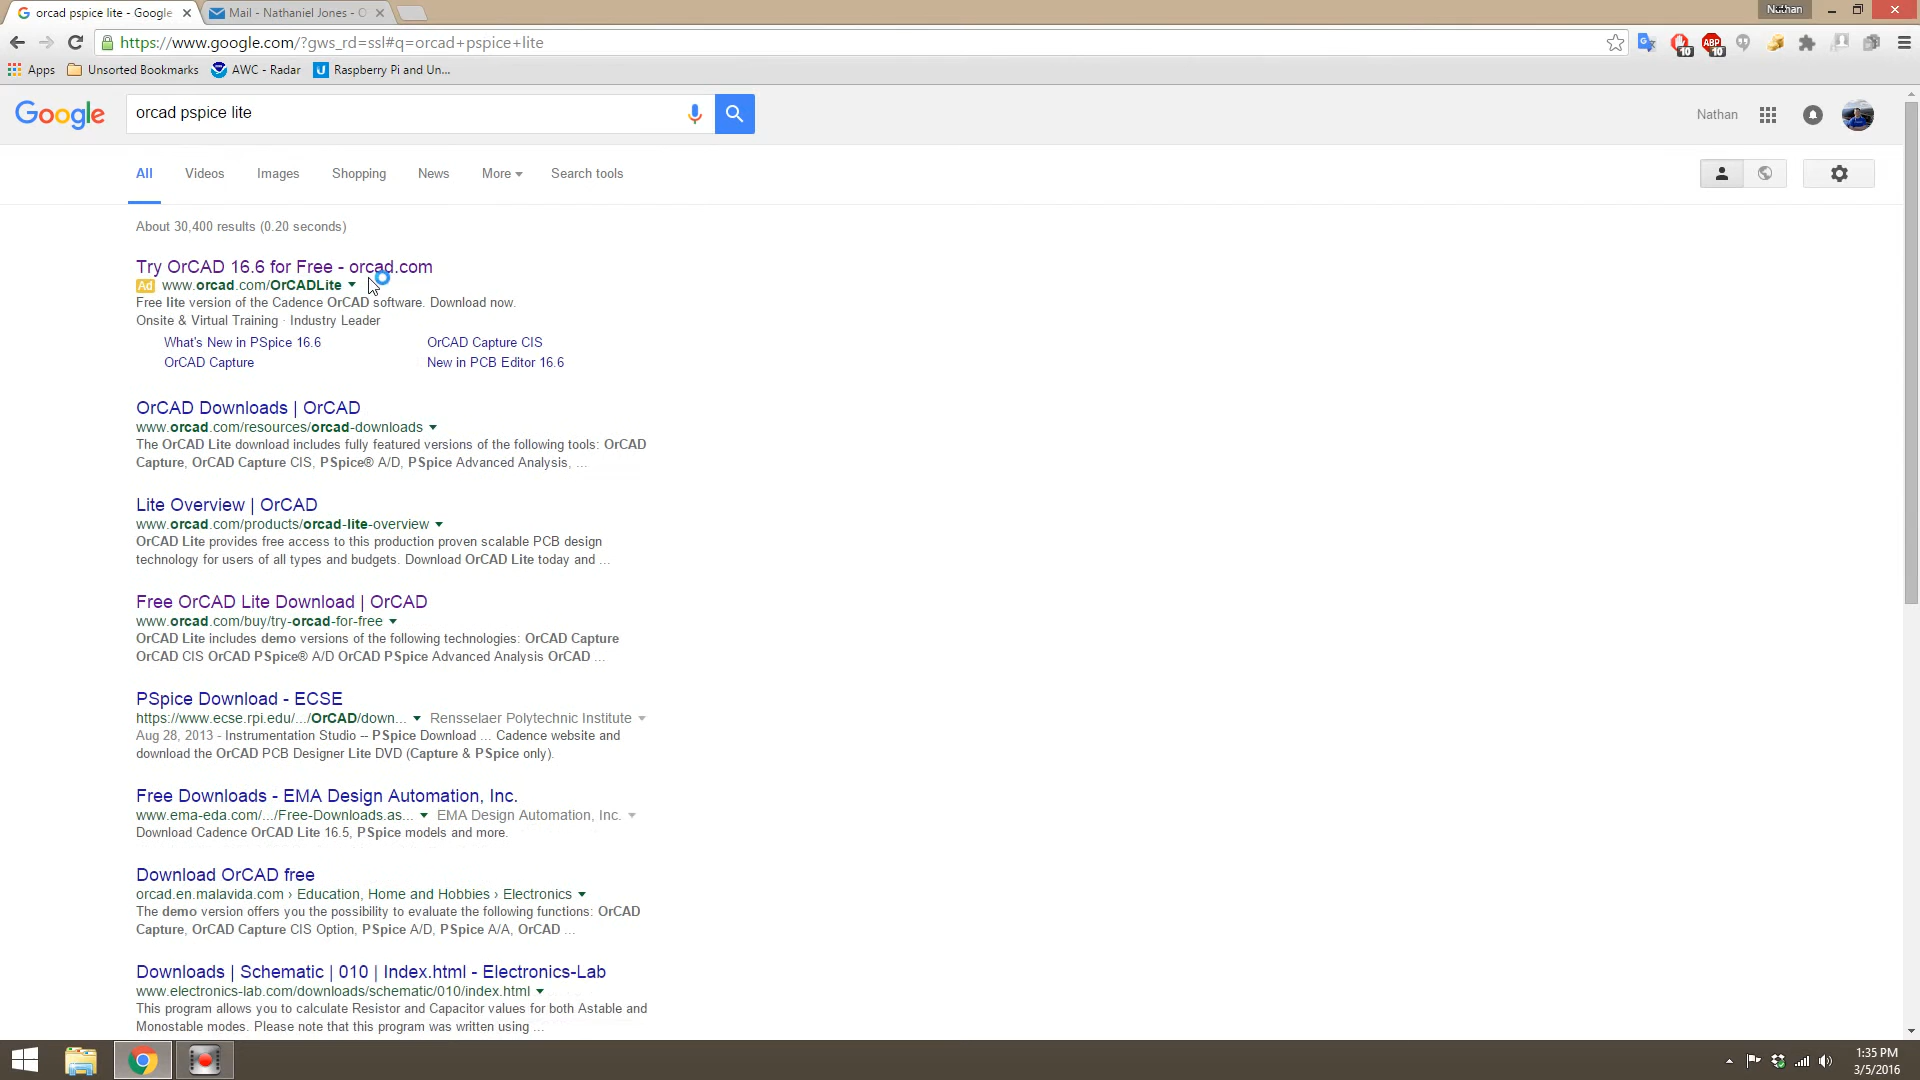 orcad pspice lite - Google
Mail - Nathaniel Jones - O
Nathan
https://www.google.com/?gws_rd=ssl#q=orcad+pspice+lite
10
ABP
10
Apps
Unsorted Bookmarks
AWC - Radar
U
Raspberry Pi and Un...
Google
orcad pspice lite
Nathan
All
Videos
Images
Shopping
News
More
Search tools
About 30,400 results (0.20 seconds)
Try OrCAD 16.6 for Free - orcad.com
Ad www.orcad.com/OrCADLite
Free lite version of the Cadence OrCAD software. Download now.
Onsite & Virtual Training · Industry Leader
What's New in PSpice 16.6
OrCAD Capture CIS
OrCAD Capture
New in PCB Editor 16.6
OrCAD Downloads | OrCAD
www.orcad.com/resources/orcad-downloads
The OrCAD Lite download includes fully featured versions of the following tools: OrCAD
Capture, OrCAD Capture CIS, PSpice® A/D, PSpice Advanced Analysis, ...
Lite Overview | OrCAD
www.orcad.com/products/orcad-lite-overview
OrCAD Lite provides free access to this production proven scalable PCB design
technology for users of all types and budgets. Download OrCAD Lite today and ...
Free OrCAD Lite Download | OrCAD
www.orcad.com/buy/try-orcad-for-free
OrCAD Lite includes demo versions of the following technologies: OrCAD Capture
OrCAD CIS OrCAD PSpice® A/D OrCAD PSpice Advanced Analysis OrCAD ...
PSpice Download - ECSE
https://www.ecse.rpi.edu/.../OrCAD/down... Rensselaer Polytechnic Institute
Aug 28, 2013 - Instrumentation Studio -- PSpice Download ... Cadence website and
download the OrCAD PCB Designer Lite DVD (Capture & PSpice only).
Free Downloads - EMA Design Automation, Inc.
www.ema-eda.com/.../Free-Downloads.as... EMA Design Automation, Inc.
Download Cadence OrCAD Lite 16.5, PSpice models and more.
Download OrCAD free
orcad.en.malavida.com › Education, Home and Hobbies › Electronics
The demo version offers you the possibility to evaluate the following functions: OrCAD
Capture, OrCAD Capture CIS Option, PSpice A/D, PSpice A/A, OrCAD ...
Downloads | Schematic | 010 | Index.html - Electronics-Lab
www.electronics-lab.com/downloads/schematic/010/index.html
This program allows you to calculate Resistor and Capacitor values for both Astable and
Monostable modes. Please note that this program was written using ...
1:35 PM
3/5/2016